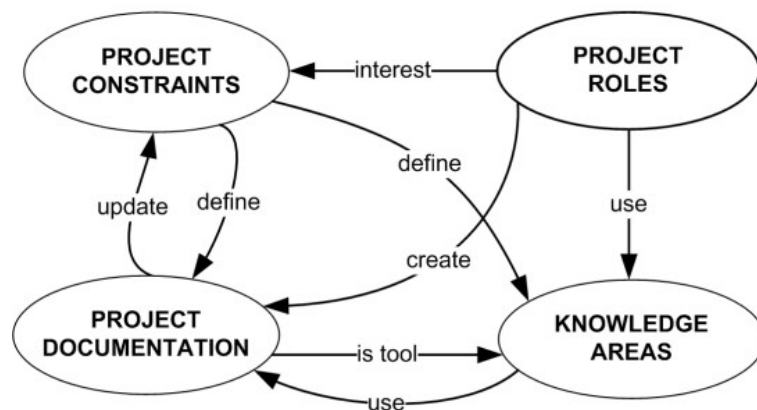 PROJECT
CONSTRAINTS
interest
PROJECT
ROLES
define
update
define
use
create
PROJECT
DOCUMENTATION
is tool
KNOWLEDGE
AREAS
use